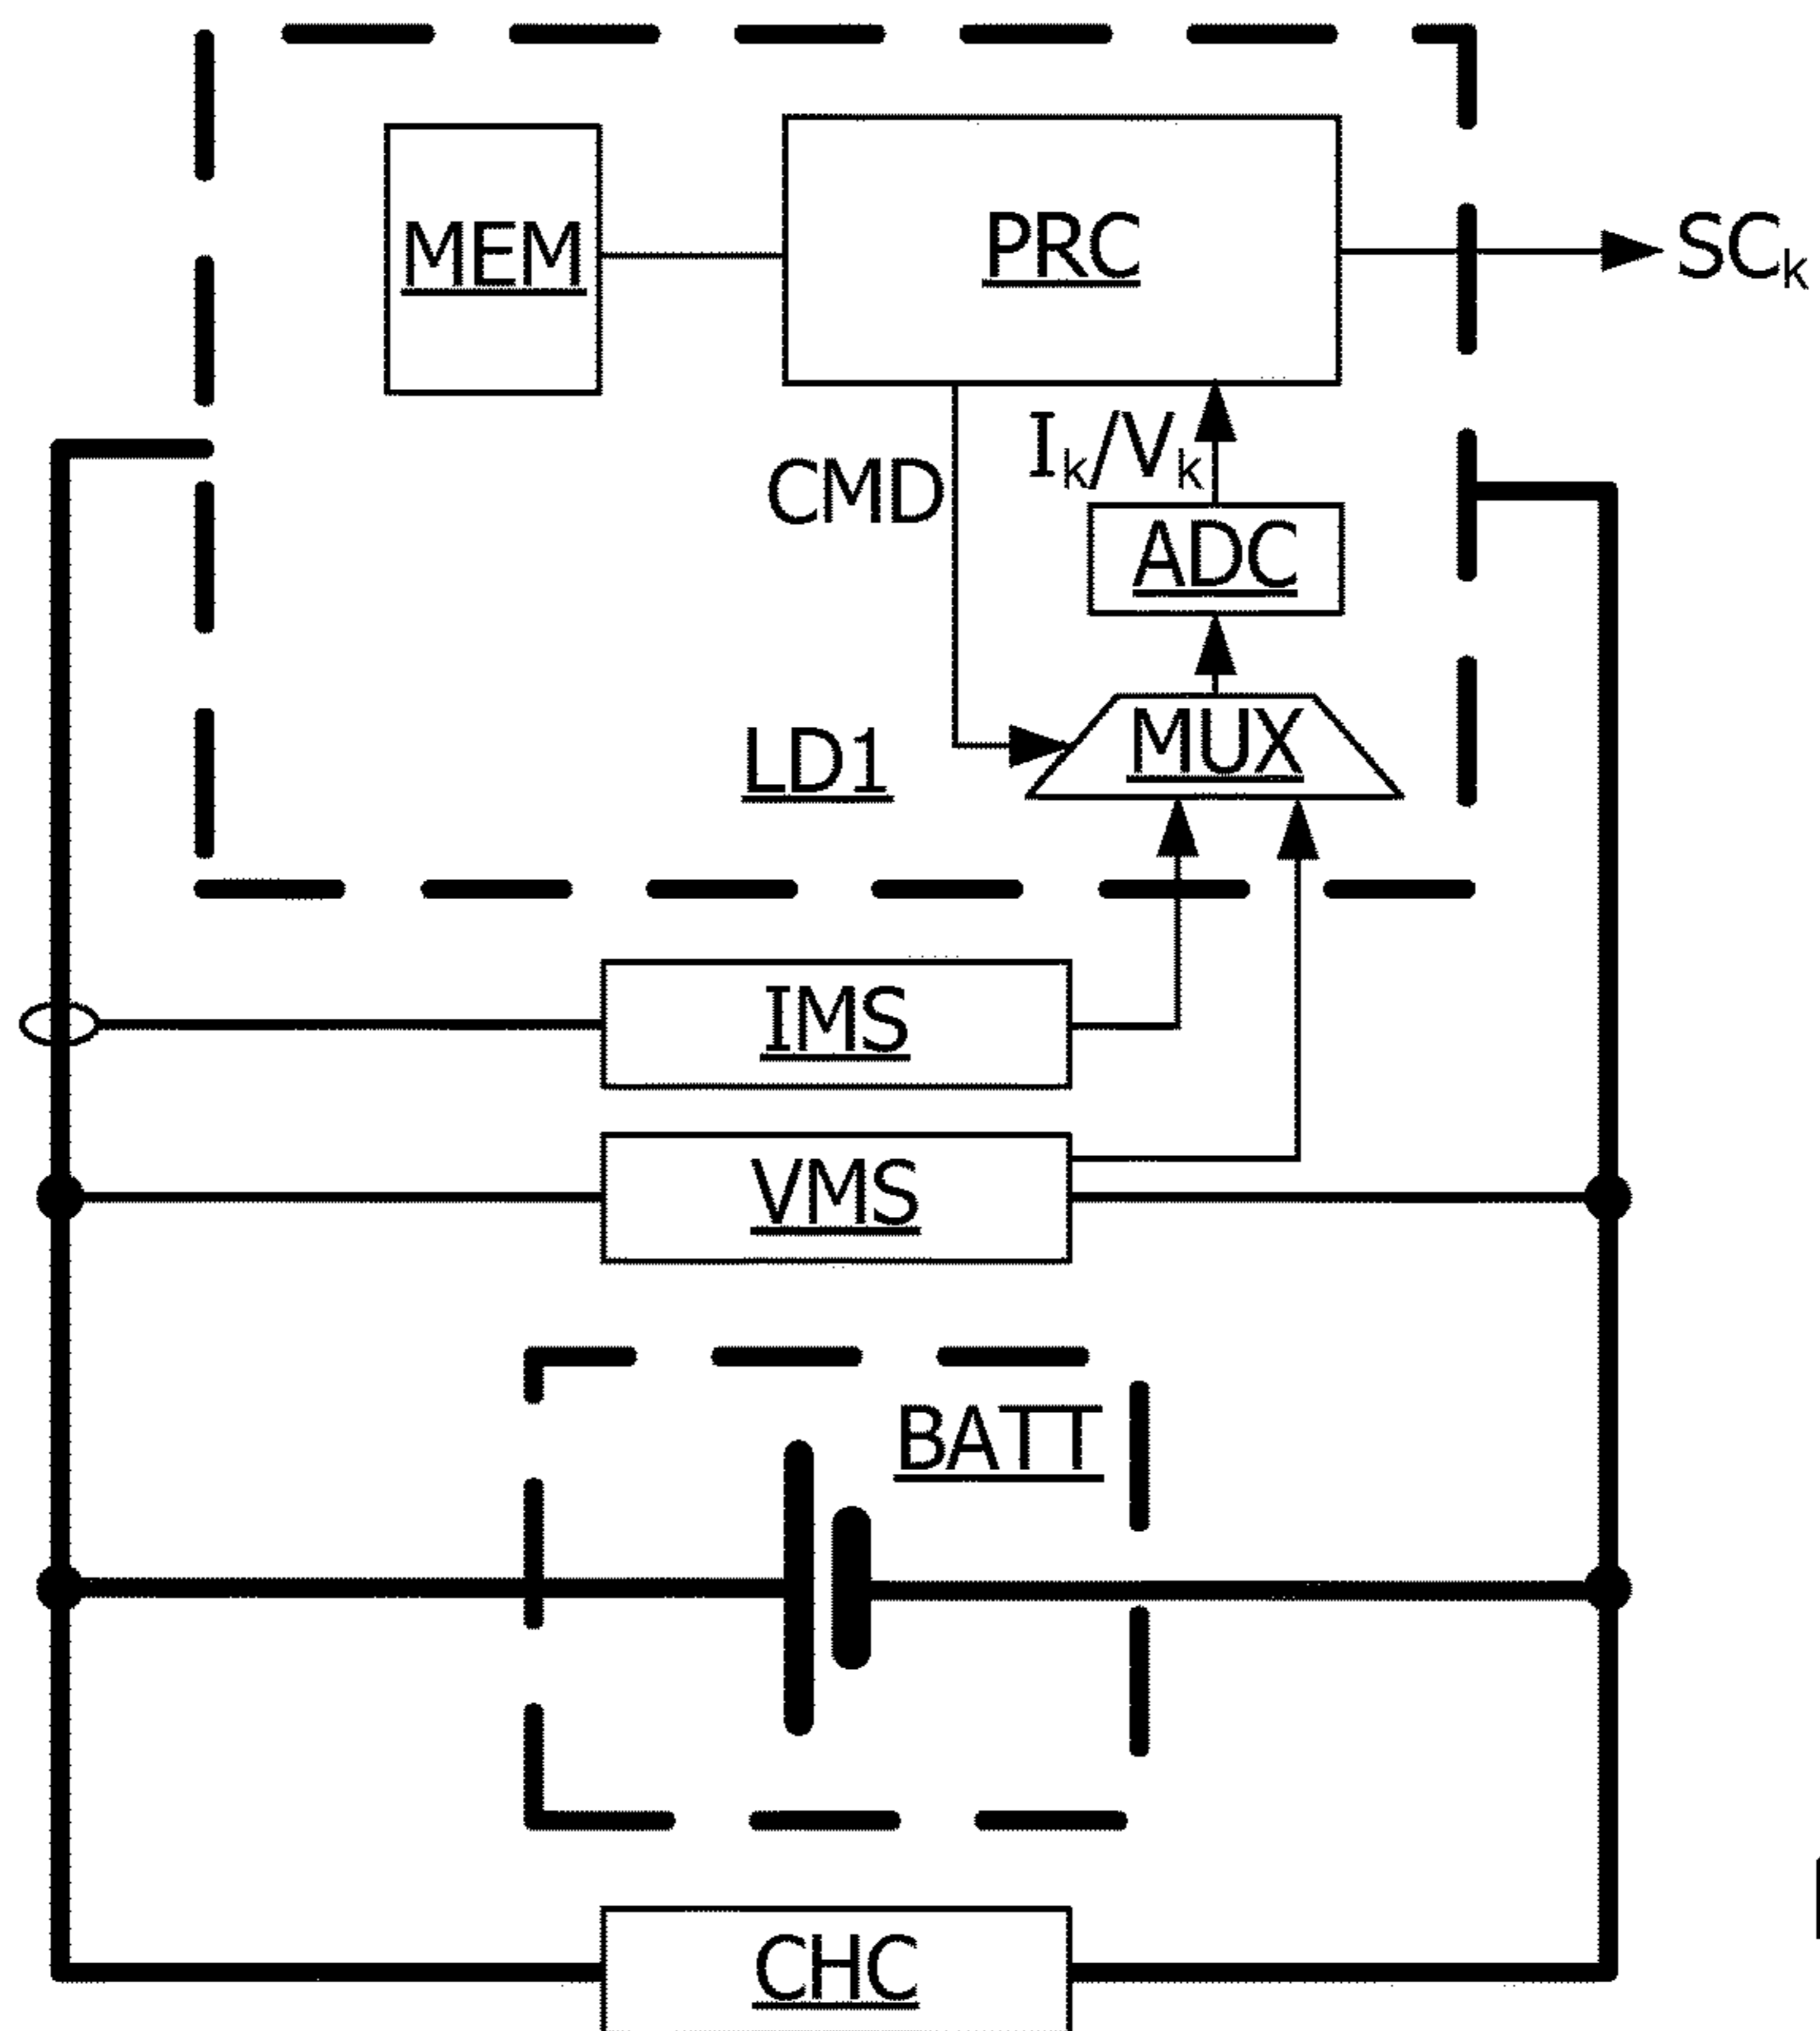 MEM
PRC
SCk
CMD
Ik/Vk
ADC
LD1
MUX
IMS
VMS
BATT
CHC